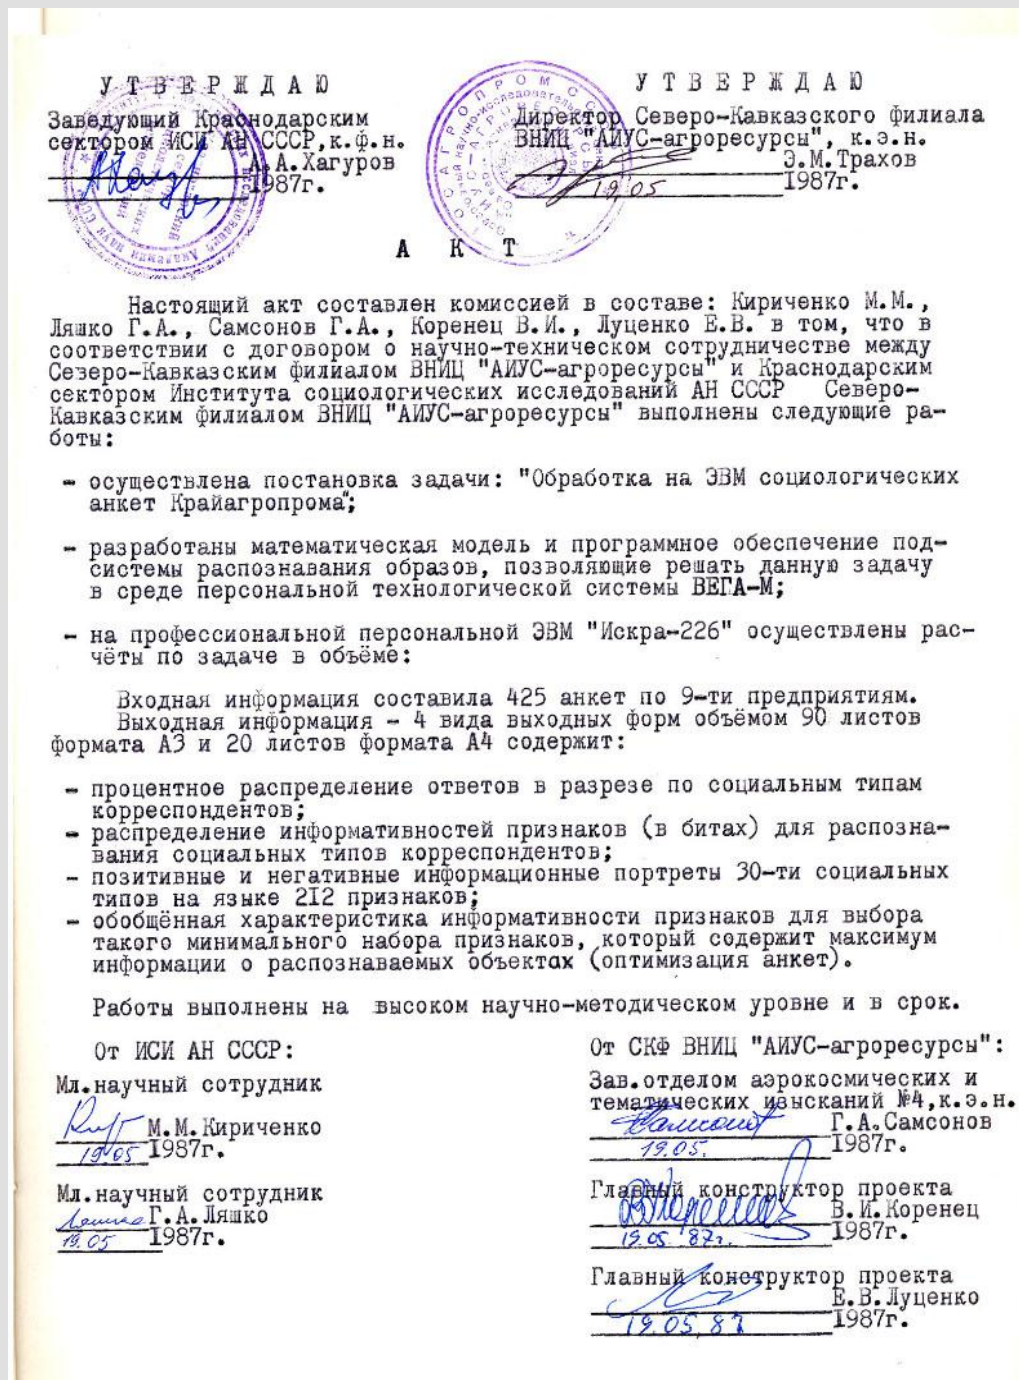 У Т В Е Р Ж Д А Ю
Заведующий Краснодарским
сектором ИСИ АН СССР,к.ф.н.
А.А.Хагуров
1987г.
У Т В Е Р Ж Д А Ю
Директор Северо-Кавказского филиала
ВНИЦ "АИУС-агроресурсы", к.э.н.
Э.М.Трахов
19.05 1987г.
А К Т
Настоящий акт составлен комиссией в составе: Кириченко М.М.,
Ляшко Г.А., Самсонов Г.А., Коренец В.И., Луценко Е.В. в том, что в
соответствии с договором о научно-техническом сотрудничестве между
Северо-Кавказским филиалом ВНИЦ "АИУС-агроресурсы" и Краснодарским
сектором Института социологических исследований АН СССР Северо-
Кавказским филиалом ВНИЦ "АИУС-агроресурсы" выполнены следующие ра-
боты:
- осуществлена постановка задачи: "Обработка на ЭВМ социологических
анкет Крайагропрома";
- разработаны математическая модель и программное обеспечение под-
системы распознавания образов, позволяющие решать данную задачу
в среде персональной технологической системы ВЕГА-М;
- на профессиональной персональной ЭВМ "Искра-226" осуществлены рас-
чёты по задаче в объёме:
Входная информация составила 425 анкет по 9-ти предприятиям.
Выходная информация - 4 вида выходных форм объёмом 90 листов
формата А3 и 20 листов формата А4 содержит:
- процентное распределение ответов в разрезе по социальным типам
корреспондентов;
- распределение информативностей признаков (в битах) для распозна-
вания социальных типов корреспондентов;
- позитивные и негативные информационные портреты 30-ти социальных
типов на языке 212 признаков;
- обобщённая характеристика информативности признаков для выбора
такого минимального набора признаков, который содержит максимум
информации о распознаваемых объектах (оптимизация анкет).
Работы выполнены на высоком научно-методическом уровне и в срок.
От ИСИ АН СССР:
Мл.научный сотрудник
М.М.Кириченко
19.05 1987г.
Мл.научный сотрудник
Г.А.Ляшко
19.05 1987г.
От СКФ ВНИЦ "АИУС-агроресурсы":
Зав.отделом аэрокосмических и
тематических изысканий №4,к.э.н.
Г.А.Самсонов
19.05. 1987г.
Главный конструктор проекта
В.И.Коренец
19.05 87г. 1987г.
Главный конструктор проекта
Е.В.Луценко
19.05.87 1987г.